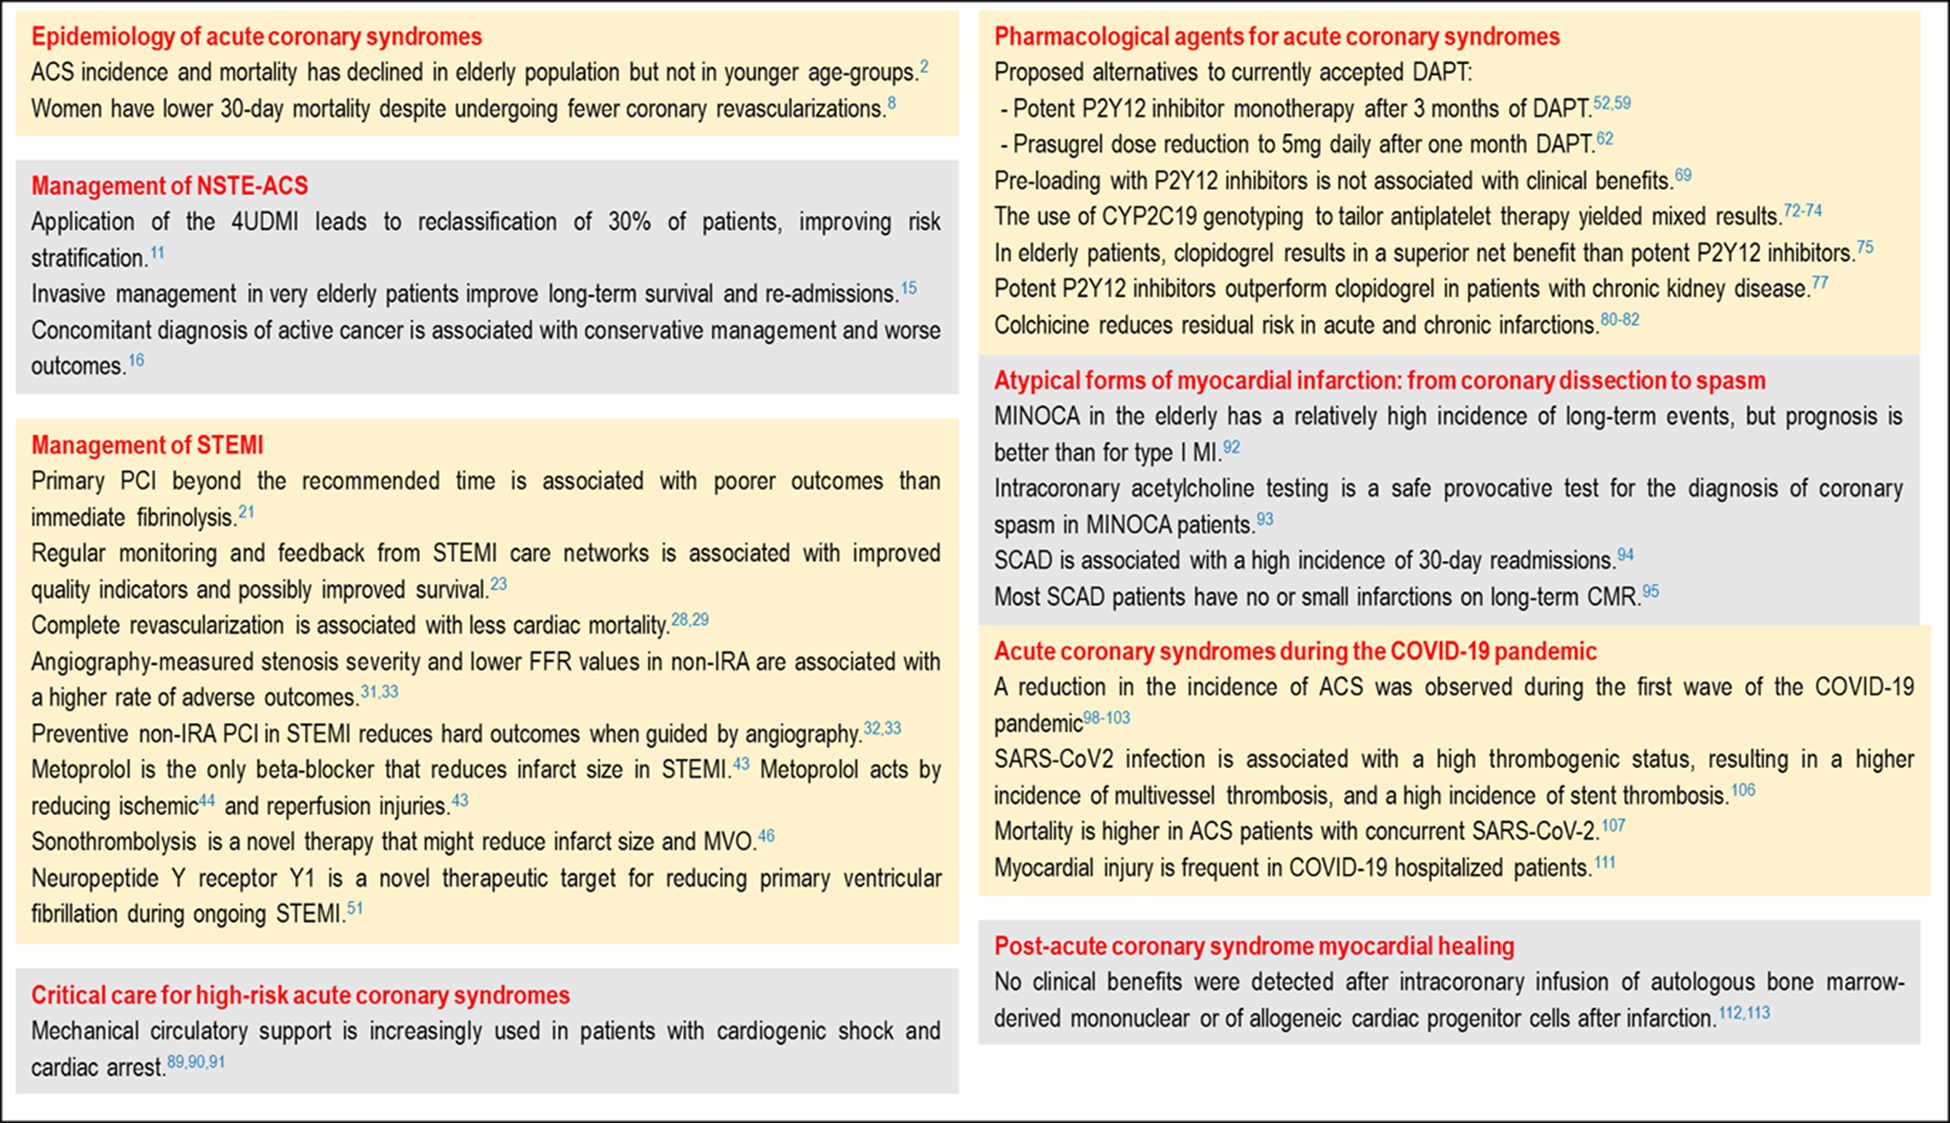 Epidemiology of acute coronary syndromes
ACS incidence and mortality has declined in elderly population but not in younger age-groups.2
Women have lower 30-day mortality despite undergoing fewer coronary revascularizations.8
Management of NSTE-ACS
Application of the 4UDMI leads to reclassification of 30% of patients, improving risk
stratification.11
Invasive management in very elderly patients improve long-term survival and re-admissions.15
Concomitant diagnosis of active cancer is associated with conservative management and worse
outcomes.16
Management of STEMI
Primary PCI beyond the recommended time is associated with poorer outcomes than
immediate fibrinolysis.21
Regular monitoring and feedback from STEMI care networks is associated with improved
quality indicators and possibly improved survival.23
Complete revascularization is associated with less cardiac mortality.28,29
Angiography-measured stenosis severity and lower FFR values in non-IRA are associated with
a higher rate of adverse outcomes.31,33
Preventive non-IRA PCI in STEMI reduces hard outcomes when guided by angiography.32,33
Metoprolol is the only beta-blocker that reduces infarct size in STEMI.43 Metoprolol acts by
reducing ischemic44 and reperfusion injuries.43
Sonothrombolysis is a novel therapy that might reduce infarct size and MVO.46
Neuropeptide Y receptor Y1 is a novel therapeutic target for reducing primary ventricular
fibrillation during ongoing STEMI.51
Critical care for high-risk acute coronary syndromes
Mechanical circulatory support is increasingly used in patients with cardiogenic shock and
cardiac arrest.89,90,91
Pharmacological agents for acute coronary syndromes
Proposed alternatives to currently accepted DAPT:
- Potent P2Y12 inhibitor monotherapy after 3 months of DAPT.52,59
- Prasugrel dose reduction to 5mg daily after one month DAPT.62
Pre-loading with P2Y12 inhibitors is not associated with clinical benefits.69
The use of CYP2C19 genotyping to tailor antiplatelet therapy yielded mixed results.72-74
In elderly patients, clopidogrel results in a superior net benefit than potent P2Y12 inhibitors.75
Potent P2Y12 inhibitors outperform clopidogrel in patients with chronic kidney disease.77
Colchicine reduces residual risk in acute and chronic infarctions.80-82
Atypical forms of myocardial infarction: from coronary dissection to spasm
MINOCA in the elderly has a relatively high incidence of long-term events, but prognosis is
better than for type I MI.92
Intracoronary acetylcholine testing is a safe provocative test for the diagnosis of coronary
spasm in MINOCA patients.93
SCAD is associated with a high incidence of 30-day readmissions.94
Most SCAD patients have no or small infarctions on long-term CMR.95
Acute coronary syndromes during the COVID-19 pandemic
A reduction in the incidence of ACS was observed during the first wave of the COVID-19
pandemic98-103
SARS-CoV2 infection is associated with a high thrombogenic status, resulting in a higher
incidence of multivessel thrombosis, and a high incidence of stent thrombosis.106
Mortality is higher in ACS patients with concurrent SARS-CoV-2.107
Myocardial injury is frequent in COVID-19 hospitalized patients.111
Post-acute coronary syndrome myocardial healing
No clinical benefits were detected after intracoronary infusion of autologous bone marrow-
derived mononuclear or of allogeneic cardiac progenitor cells after infarction.112,113